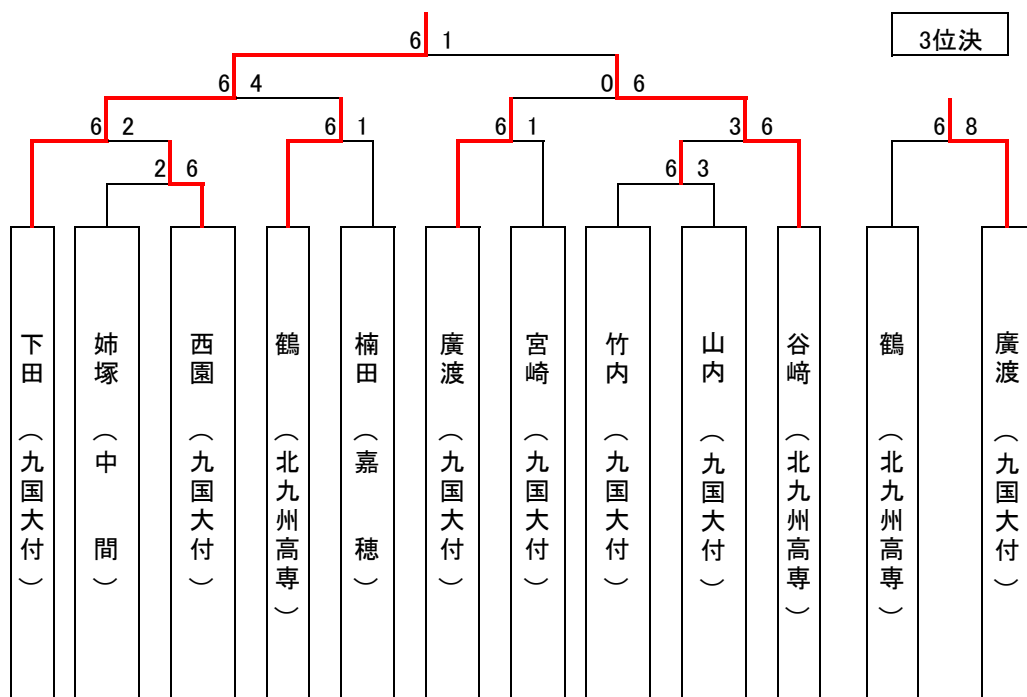 6 1
3位決
6 4
0 6
6 2
6 1
6 1
3 6
6 8
2 6
6 3
下田（九国大付）
姉塚（中間）
西園（九国大付）
鶴（北九州高専）
楠田（嘉穂）
廣渡（九国大付）
宮崎（九国大付）
竹内（九国大付）
山内（九国大付）
谷﨑（北九州高専）
鶴（北九州高専）
廣渡（九国大付）